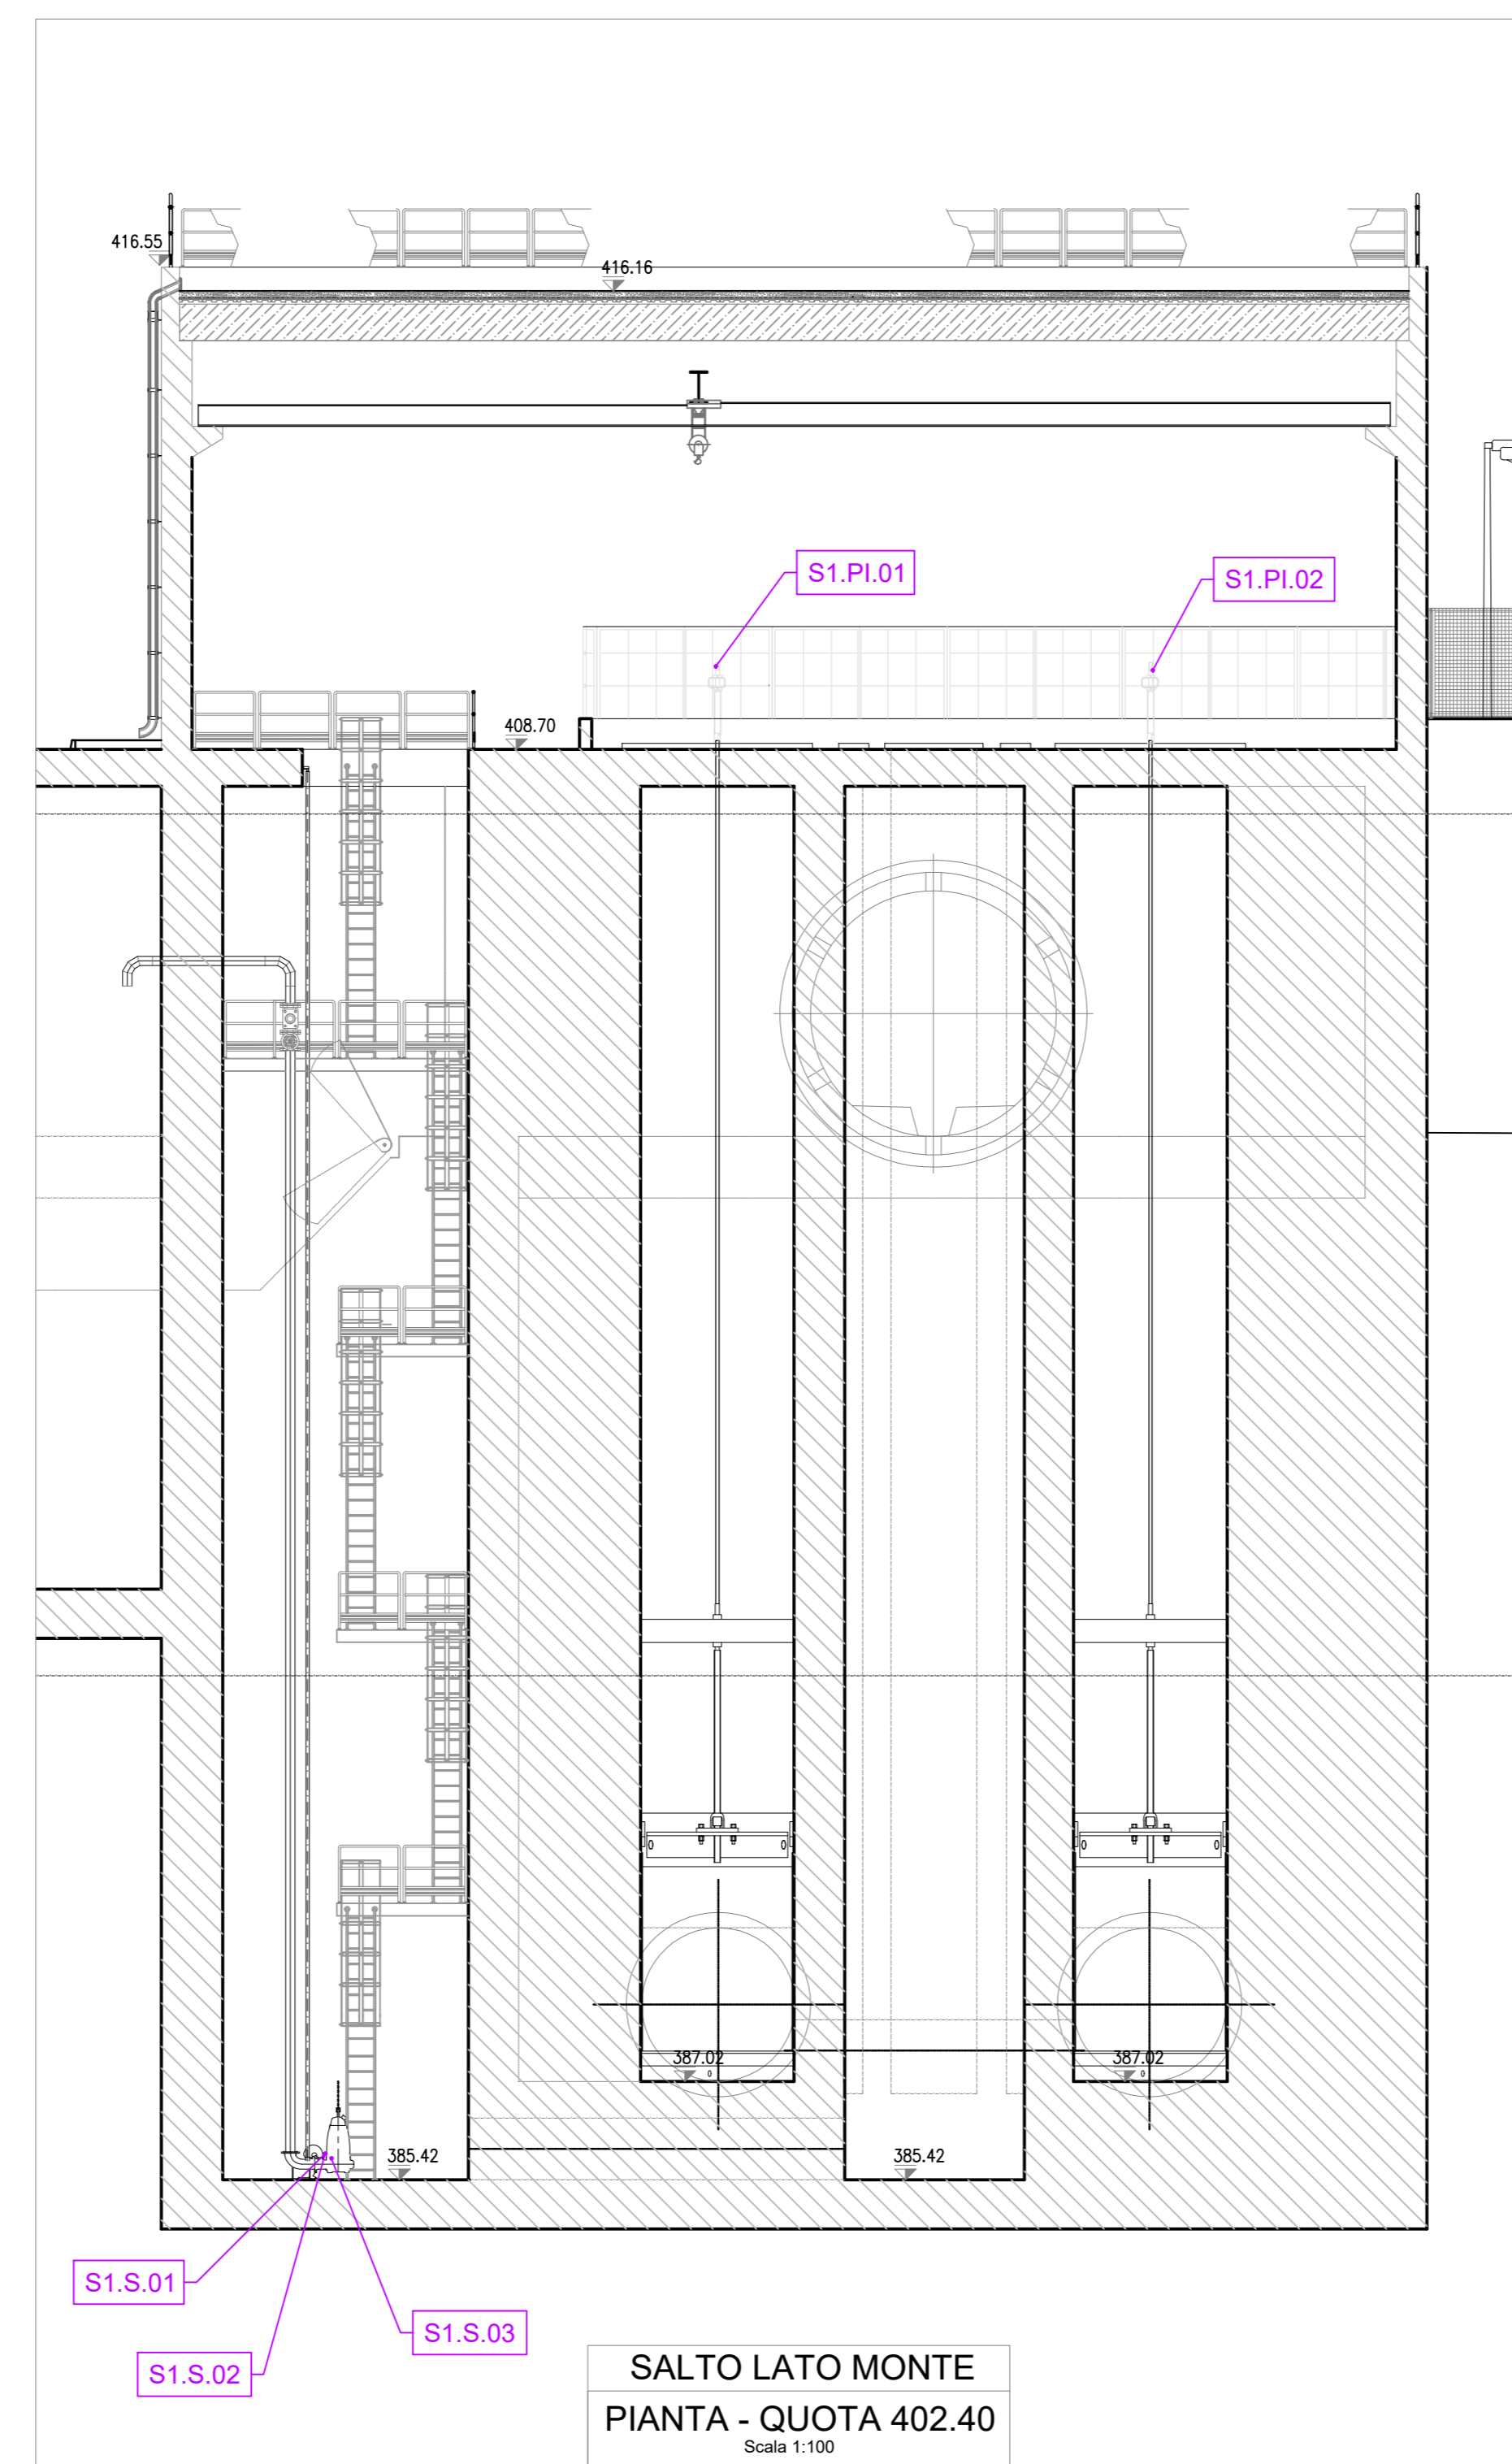 416.55
416.16
S1.PI.01
S1.PI.02
408.70
387.02
387.02
385.42
385.42
S1.S.01
S1.S.03
S1.S.02
SALTO LATO MONTE
PIANTA - QUOTA 402.40
Scala 1:100